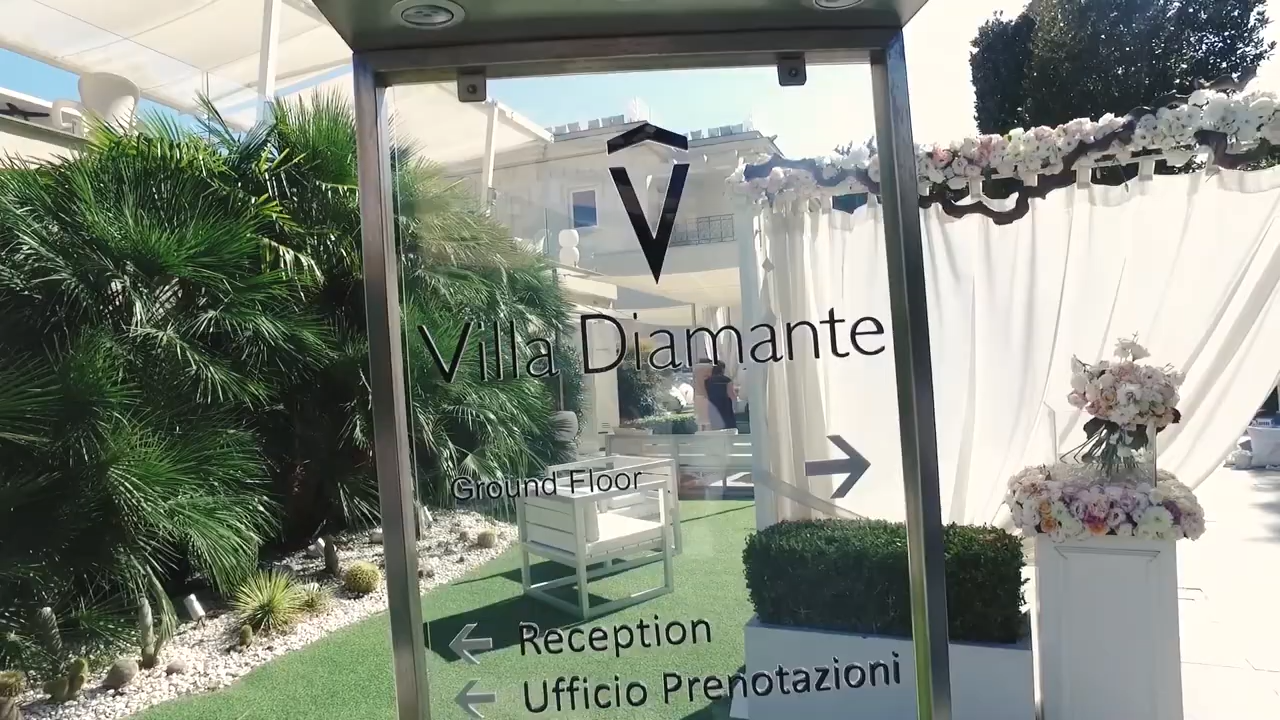 V
Villa Diamante
Ground Floor →
← Reception
← Ufficio Prenotazioni